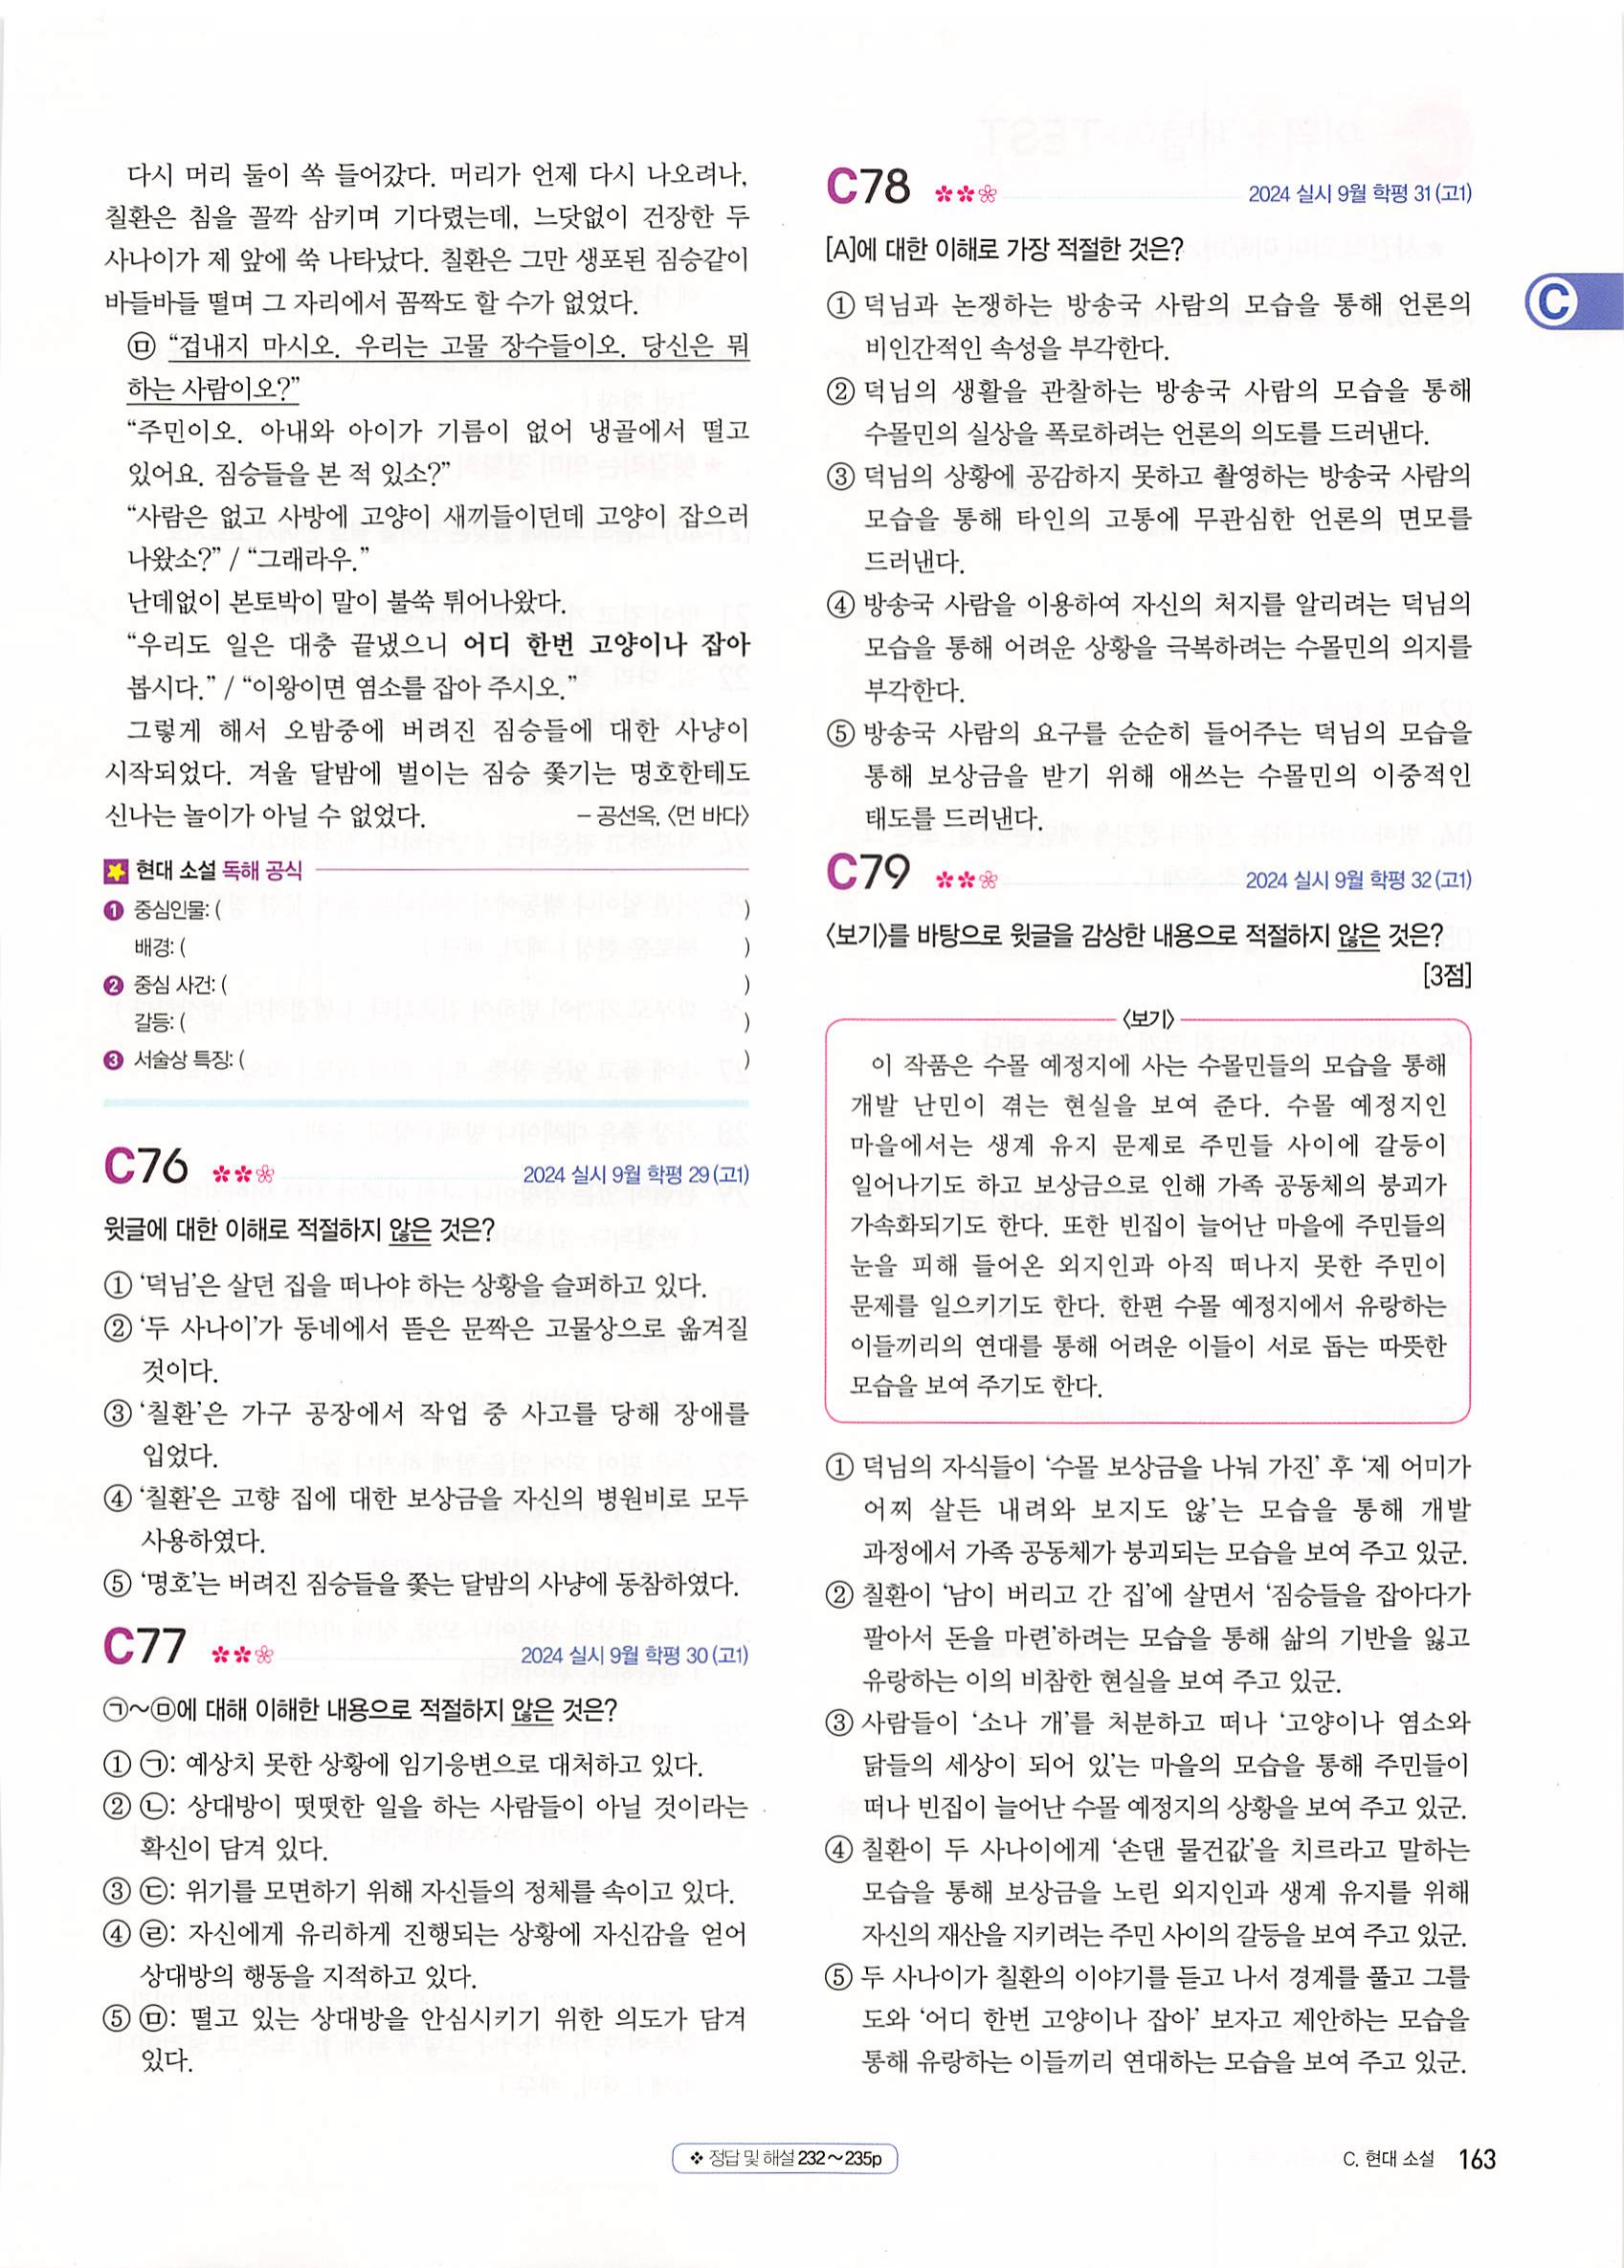 다시 머리 둘이 쏙 들어갔다. 머리가 언제 다시 나오려나,
칠환은 침을 꼴깍 삼키며 기다렸는데, 느닷없이 건장한 두
사나이가 제 앞에 쑥 나타났다. 칠환은 그만 생포된 짐승같이
바들바들 떨며 그 자리에서 꼼짝도 할 수가 없었다.
㉤ “겁내지 마시오. 우리는 고물 장수들이오. 당신은 뭐
하는 사람이오?”
“주민이오. 아내와 아이가 기름이 없어 냉골에서 떨고
있어요. 짐승들을 본 적 있소?”
“사람은 없고 사방에 고양이 새끼들이던데 고양이 잡으러
나왔소?” / “그래라우.”
난데없이 본토박이 말이 불쑥 튀어나왔다.
“우리도 일은 대충 끝냈으니 어디 한번 고양이나 잡아
봅시다.” / “이왕이면 염소를 잡아 주시오.”
그렇게 해서 오밤중에 버려진 짐승들에 대한 사냥이
시작되었다. 겨울 달밤에 벌이는 짐승 쫓기는 명호한테도
신나는 놀이가 아닐 수 없었다. – 공선옥, 〈먼 바다〉
현대 소설 독해 공식
❶ 중심인물: ( )
배경: ( )
❷ 중심 사건: ( )
갈등: ( )
❸ 서술상 특징: ( )
C76 2024 실시 9월 학평 29 (고1)
윗글에 대한 이해로 적절하지 않은 것은?
① ‘덕님’은 살던 집을 떠나야 하는 상황을 슬퍼하고 있다.
② ‘두 사나이’가 동네에서 뜯은 문짝은 고물상으로 옮겨질
것이다.
③ ‘칠환’은 가구 공장에서 작업 중 사고를 당해 장애를
입었다.
④ ‘칠환’은 고향 집에 대한 보상금을 자신의 병원비로 모두
사용하였다.
⑤ ‘명호’는 버려진 짐승들을 쫓는 달밤의 사냥에 동참하였다.
C77 2024 실시 9월 학평 30 (고1)
㉠～㉤에 대해 이해한 내용으로 적절하지 않은 것은?
① ㉠: 예상치 못한 상황에 임기응변으로 대처하고 있다.
② ㉡: 상대방이 떳떳한 일을 하는 사람들이 아닐 것이라는
확신이 담겨 있다.
③ ㉢: 위기를 모면하기 위해 자신들의 정체를 속이고 있다.
④ ㉣: 자신에게 유리하게 진행되는 상황에 자신감을 얻어
상대방의 행동을 지적하고 있다.
⑤ ㉤: 떨고 있는 상대방을 안심시키기 위한 의도가 담겨
있다.
C78 2024 실시 9월 학평 31 (고1)
[A]에 대한 이해로 가장 적절한 것은?
① 덕님과 논쟁하는 방송국 사람의 모습을 통해 언론의
비인간적인 속성을 부각한다.
② 덕님의 생활을 관찰하는 방송국 사람의 모습을 통해
수몰민의 실상을 폭로하려는 언론의 의도를 드러낸다.
③ 덕님의 상황에 공감하지 못하고 촬영하는 방송국 사람의
모습을 통해 타인의 고통에 무관심한 언론의 면모를
드러낸다.
④ 방송국 사람을 이용하여 자신의 처지를 알리려는 덕님의
모습을 통해 어려운 상황을 극복하려는 수몰민의 의지를
부각한다.
⑤ 방송국 사람의 요구를 순순히 들어주는 덕님의 모습을
통해 보상금을 받기 위해 애쓰는 수몰민의 이중적인
태도를 드러낸다.
C79 2024 실시 9월 학평 32 (고1)
〈보기〉를 바탕으로 윗글을 감상한 내용으로 적절하지 않은 것은?
[3점]
〈보기〉
이 작품은 수몰 예정지에 사는 수몰민들의 모습을 통해
개발 난민이 겪는 현실을 보여 준다. 수몰 예정지인
마을에서는 생계 유지 문제로 주민들 사이에 갈등이
일어나기도 하고 보상금으로 인해 가족 공동체의 붕괴가
가속화되기도 한다. 또한 빈집이 늘어난 마을에 주민들의
눈을 피해 들어온 외지인과 아직 떠나지 못한 주민이
문제를 일으키기도 한다. 한편 수몰 예정지에서 유랑하는
이들끼리의 연대를 통해 어려운 이들이 서로 돕는 따뜻한
모습을 보여 주기도 한다.
① 덕님의 자식들이 ‘수몰 보상금을 나눠 가진’ 후 ‘제 어미가
어찌 살든 내려와 보지도 않’는 모습을 통해 개발
과정에서 가족 공동체가 붕괴되는 모습을 보여 주고 있군.
② 칠환이 ‘남이 버리고 간 집’에 살면서 ‘짐승들을 잡아다가
팔아서 돈을 마련’하려는 모습을 통해 삶의 기반을 잃고
유랑하는 이의 비참한 현실을 보여 주고 있군.
③ 사람들이 ‘소나 개’를 처분하고 떠나 ‘고양이나 염소와
닭들의 세상이 되어 있’는 마을의 모습을 통해 주민들이
떠나 빈집이 늘어난 수몰 예정지의 상황을 보여 주고 있군.
④ 칠환이 두 사나이에게 ‘손댄 물건값’을 치르라고 말하는
모습을 통해 보상금을 노린 외지인과 생계 유지를 위해
자신의 재산을 지키려는 주민 사이의 갈등을 보여 주고 있군.
⑤ 두 사나이가 칠환의 이야기를 듣고 나서 경계를 풀고 그를
도와 ‘어디 한번 고양이나 잡아’ 보자고 제안하는 모습을
통해 유랑하는 이들끼리 연대하는 모습을 보여 주고 있군.
C
❖ 정답 및 해설 232～235p
C. 현대 소설 163